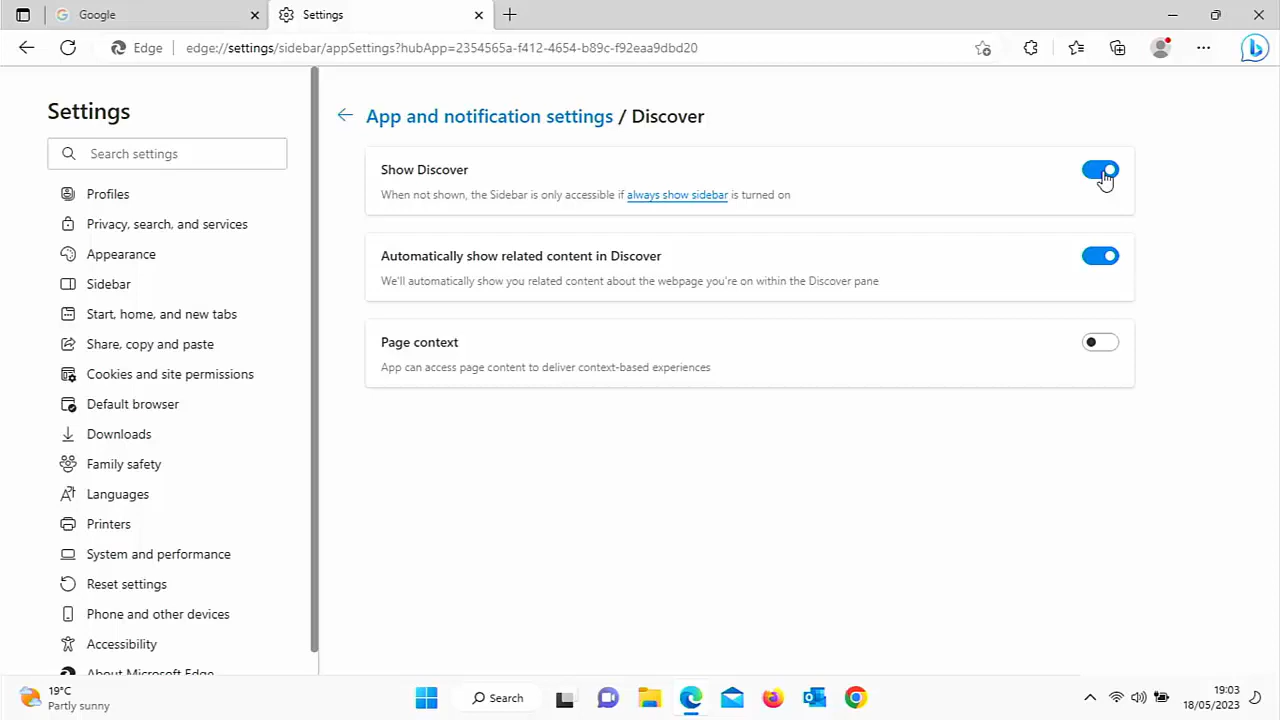 Google
Settings
Edge
edge://settings/sidebar/appSettings?hubApp=2354565a-f412-4654-b89c-f92eaa9dbd20
Settings
Search settings
Profiles
Privacy, search, and services
Appearance
Sidebar
Start, home, and new tabs
Share, copy and paste
Cookies and site permissions
Default browser
Downloads
Family safety
Languages
Printers
System and performance
Reset settings
Phone and other devices
Accessibility
About Microsoft Edge
App and notification settings / Discover
Show Discover
When not shown, the Sidebar is only accessible if always show sidebar is turned on
Automatically show related content in Discover
We'll automatically show you related content about the webpage you're on within the Discover pane
Page context
App can access page content to deliver context-based experiences
19°C
Partly sunny
Search
19:03
18/05/2023